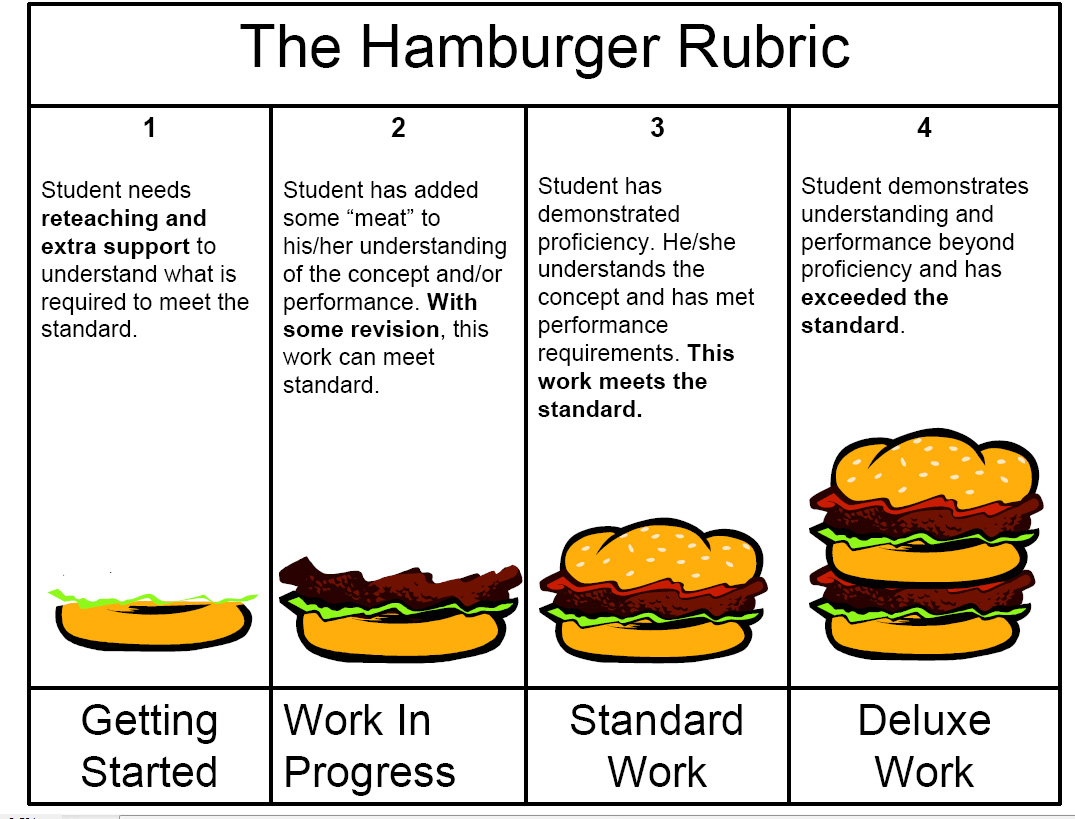 The Hamburger Rubric
1
Student needs
reteaching and
extra support to
understand what is
required to meet the
standard.
2
Student has added
some “meat” to
his/her understanding
of the concept and/or
performance. With
some revision, this
work can meet
standard.
3
Student has
demonstrated
proficiency. He/she
understands the
concept and has met
performance
requirements. This
work meets the
standard.
4
Student demonstrates
understanding and
performance beyond
proficiency and has
exceeded the
standard.
Getting
Started
Work In
Progress
Standard
Work
Deluxe
Work